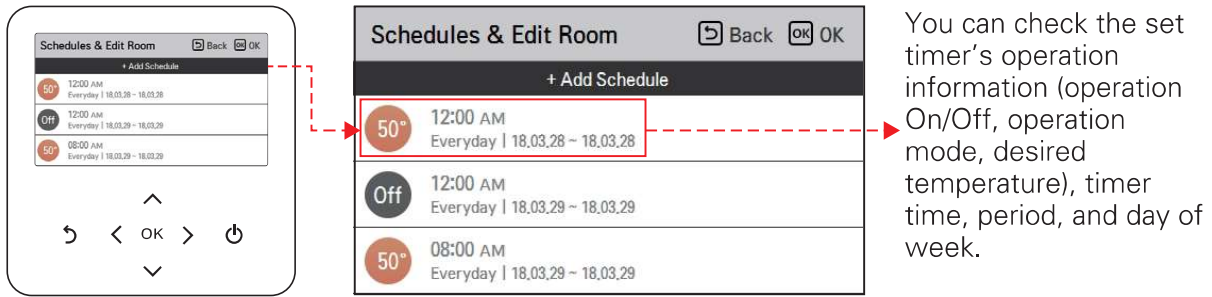 Schedules & Edit Room Back OK OK
+ Add Schedule
50° 12:00 AM
Everyday | 18.03.28 ~ 18.03.28
Off 12:00 AM
Everyday | 18.03.29 ~ 18.03.29
50° 08:00 AM
Everyday | 18.03.29 ~ 18.03.29
OK
Schedules & Edit Room Back OK OK
+ Add Schedule
50° 12:00 AM
Everyday | 18.03.28 ~ 18.03.28
Off 12:00 AM
Everyday | 18.03.29 ~ 18.03.29
50° 08:00 AM
Everyday | 18.03.29 ~ 18.03.29
You can check the set
timer's operation
information (operation
On/Off, operation
mode, desired
temperature), timer
time, period, and day of
week.